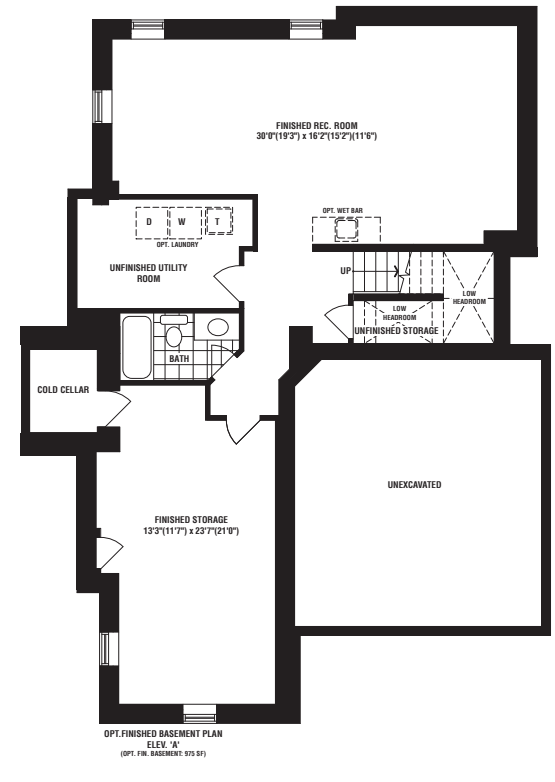 FINISHED REC. ROOM
30'0"(19'3") x 16'2"(15'2")(11'6")
OPT. WET BAR
D W T
OPT. LAUNDRY
UNFINISHED UTILITY
ROOM
UP
LOW
HEADROOM
LOW
HEADROOM
UNFINISHED STORAGE
BATH
COLD CELLAR
UNEXCAVATED
FINISHED STORAGE
13'3"(11'7") x 23'7"(21'0")
OPT.FINISHED BASEMENT PLAN
ELEV. 'A'
(OPT. FIN. BASEMENT: 975 SF)